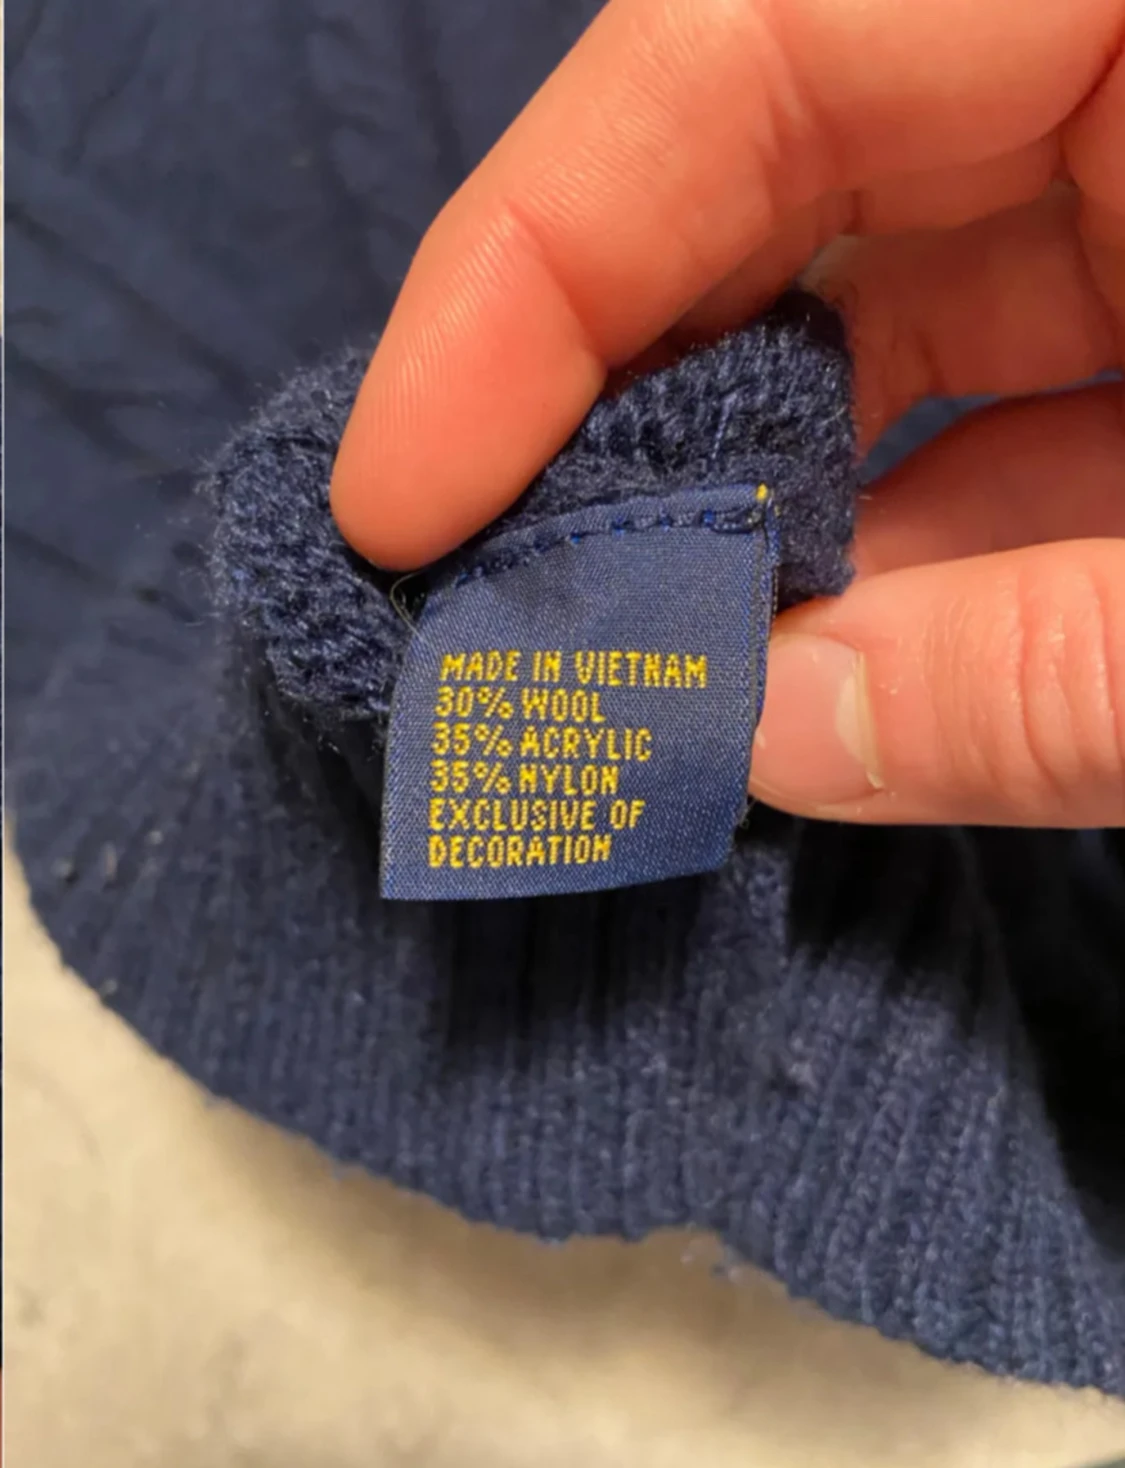 MADE IN VIETNAM
30% WOOL
35% ACRYLIC
35% NYLON
EXCLUSIVE OF
DECORATION